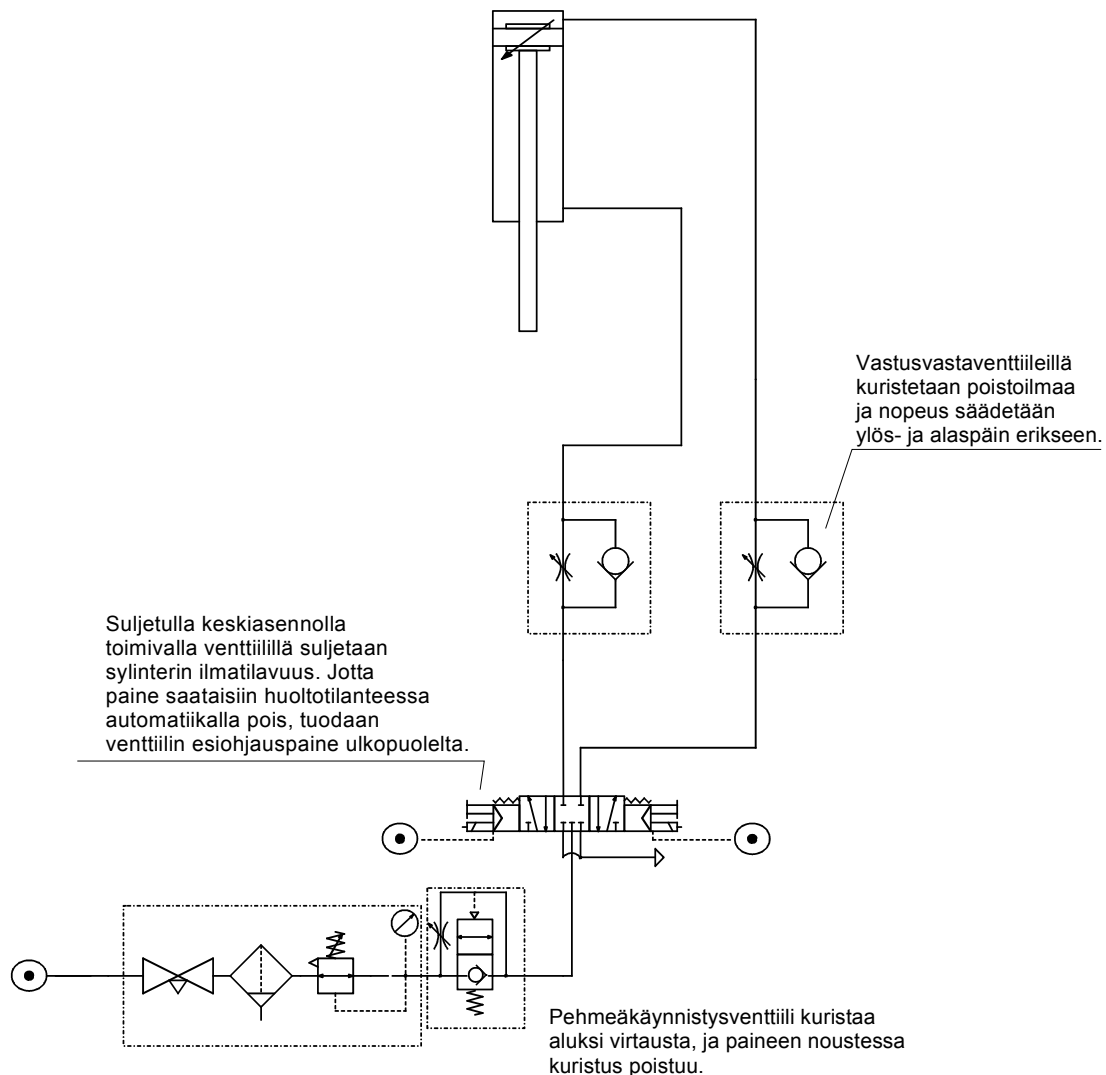 Vastusvastaventtiileillä
kuristetaan poistoilmaa
ja nopeus säädetään
ylös- ja alaspäin erikseen.
Suljetulla keskiasennolla
toimivalla venttiilillä suljetaan
sylinterin ilmatilavuus. Jotta
paine saataisiin huoltotilanteessa
automatiikalla pois, tuodaan
venttiilin esiohjauspaine ulkopuolelta.
Pehmeäkäynnistysventtiili kuristaa
aluksi virtausta, ja paineen noustessa
kuristus poistuu.